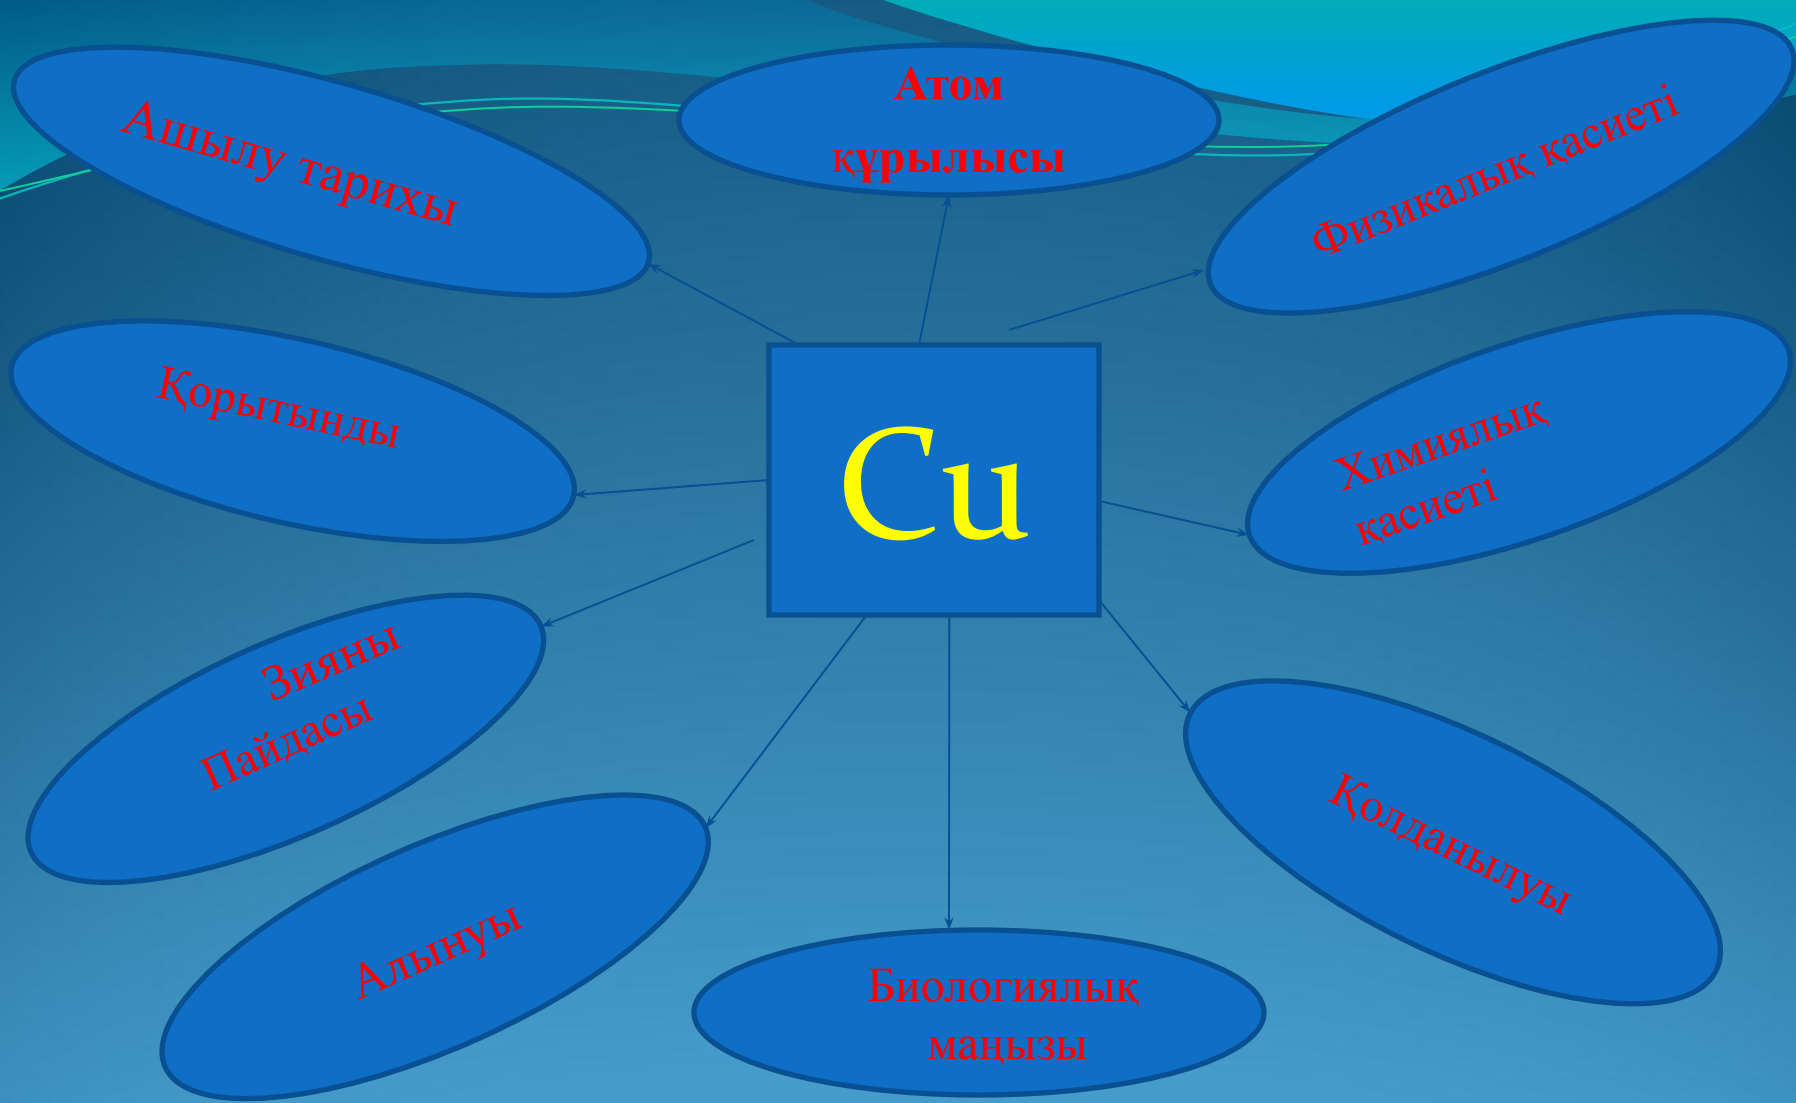 Ашылу тарихы
Атом
құрылысы
Физикалық қасиеті
Қорытынды
Cu
Химиялық
қасиеті
Зияны
Пайдасы
Қолданылуы
Алынуы
Биологиялық
маңызы